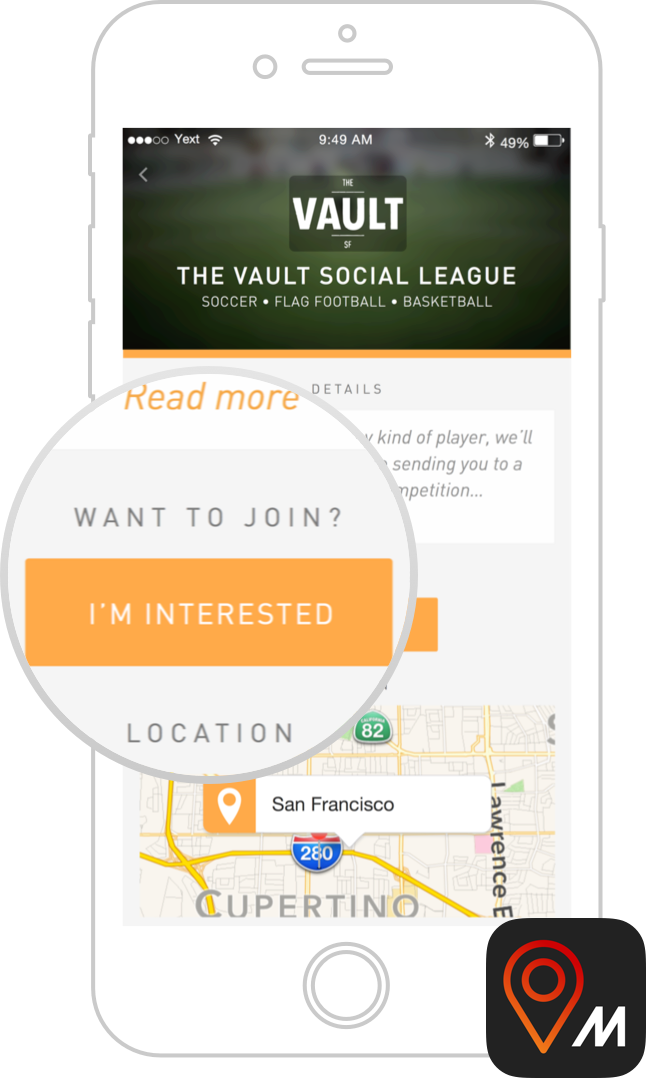 Yext 9:49 AM 49%
THE
VAULT
SF
THE VAULT SOCIAL LEAGUE
SOCCER • FLAG FOOTBALL • BASKETBALL
DETAILS
Read more
kind of player, we'll
sending you to a
WANT TO JOIN?
I'M INTERESTED
LOCATION
CALIFORNIA
82
San Francisco
280
Lawrence E
CUPERTINO
M